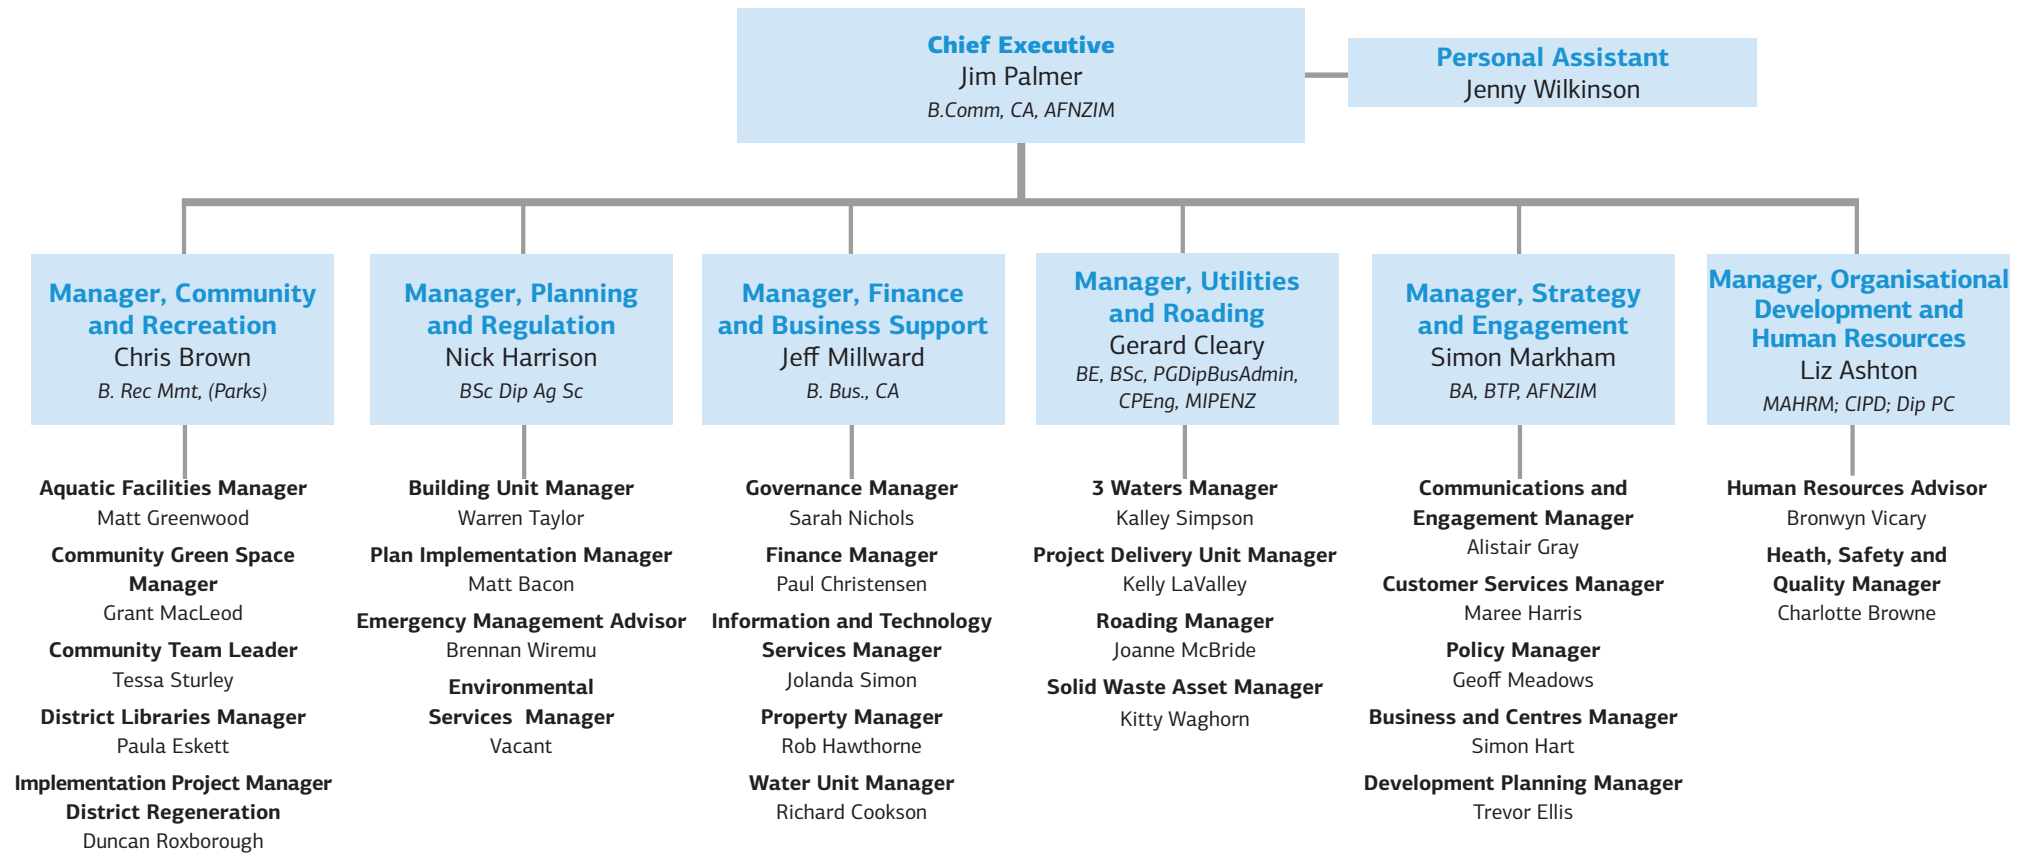 Chief Executive
Jim Palmer
B.Comm, CA, AFNZIM
Personal Assistant
Jenny Wilkinson
Manager, Community
and Recreation
Chris Brown
B. Rec Mmt, (Parks)
Aquatic Facilities Manager
Matt Greenwood
Community Green Space
Manager
Grant MacLeod
Community Team Leader
Tessa Sturley
District Libraries Manager
Paula Eskett
Implementation Project Manager
District Regeneration
Duncan Roxborough
Manager, Planning
and Regulation
Nick Harrison
BSc Dip Ag Sc
Building Unit Manager
Warren Taylor
Plan Implementation Manager
Matt Bacon
Emergency Management Advisor
Brennan Wiremu
Environmental
Services  Manager
Vacant
Manager, Finance
and Business Support
Jeff Millward
B. Bus., CA
Governance Manager
Sarah Nichols
Finance Manager
Paul Christensen
Information and Technology
Services Manager
Jolanda Simon
Property Manager
Rob Hawthorne
Water Unit Manager
Richard Cookson
Manager, Utilities
and Roading
Gerard Cleary
BE, BSc, PGDipBusAdmin,
CPEng, MIPENZ
3 Waters Manager
Kalley Simpson
Project Delivery Unit Manager
Kelly LaValley
Roading Manager
Joanne McBride
Solid Waste Asset Manager
Kitty Waghorn
Manager, Strategy
and Engagement
Simon Markham
BA, BTP, AFNZIM
Communications and
Engagement Manager
Alistair Gray
Customer Services Manager
Maree Harris
Policy Manager
Geoff Meadows
Business and Centres Manager
Simon Hart
Development Planning Manager
Trevor Ellis
Manager, Organisational
Development and
Human Resources
Liz Ashton
MAHRM; CIPD; Dip PC
Human Resources Advisor
Bronwyn Vicary
Heath, Safety and
Quality Manager
Charlotte Browne